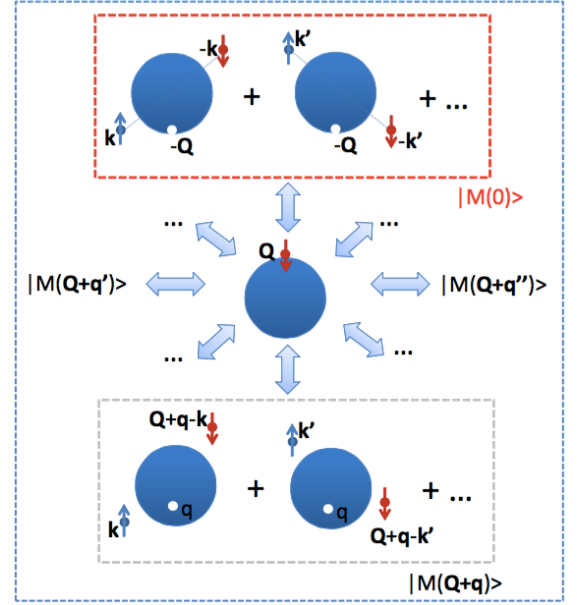 -k k'
+ + ...
k -Q -Q -k'
|M(0)>
... ...
Q
|M(Q+q')> |M(Q+q'')>
... ...
Q+q-k k'
+ + ...
k q q
Q+q-k'
|M(Q+q)>